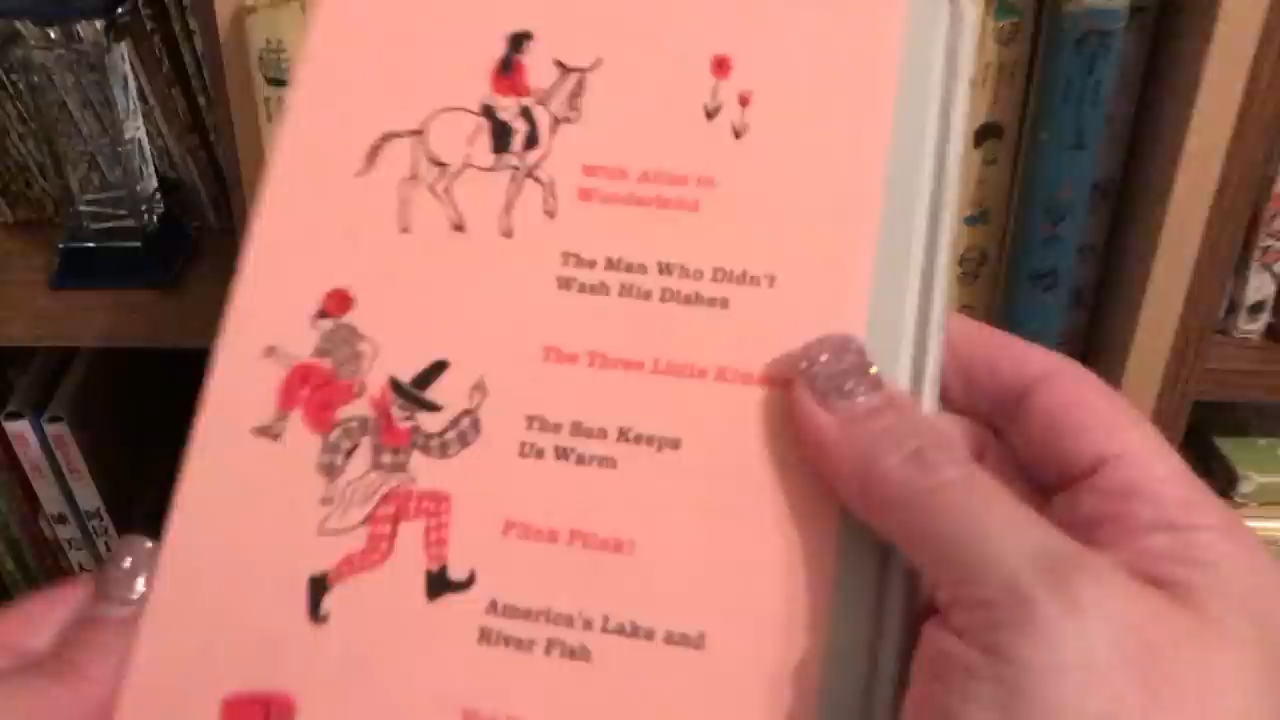 With Alice in
Wonderland
The Man Who Didn't
Wash His Dishes
The Three Little
The Sun Keeps
Us Warm
Plink Plink!
America's Lake and
River Fish